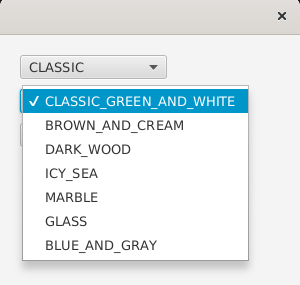 CLASSIC
CLASSIC_GREEN_AND_WHITE
BROWN_AND_CREAM
DARK_WOOD
ICY_SEA
MARBLE
GLASS
BLUE_AND_GRAY